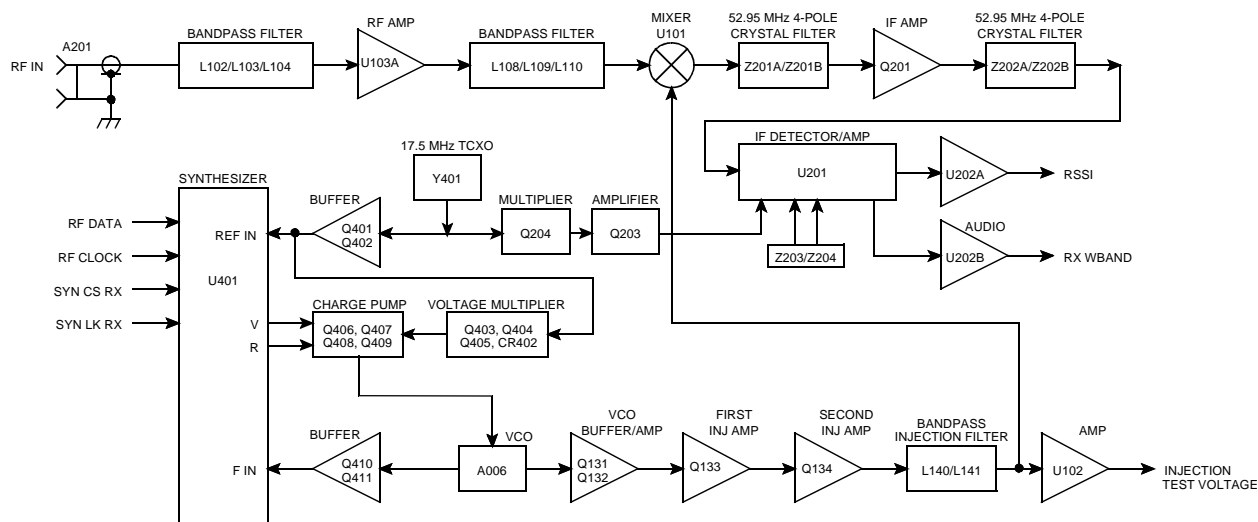 A201
RF IN
BANDPASS FILTER
L102/L103/L104
RF AMP
U103A
BANDPASS FILTER
L108/L109/L110
MIXER
U101
52.95 MHz 4-POLE
CRYSTAL FILTER
Z201A/Z201B
IF AMP
Q201
52.95 MHz 4-POLE
CRYSTAL FILTER
Z202A/Z202B
17.5 MHz TCXO
Y401
IF DETECTOR/AMP
U201
U202A
RSSI
SYNTHESIZER
BUFFER
Q401
Q402
MULTIPLIER
Q204
AMPLIFIER
Q203
Z203/Z204
AUDIO
U202B
RX WBAND
RF DATA
RF CLOCK
SYN CS RX
SYN LK RX
REF IN
U401
V
R
F IN
CHARGE PUMP
Q406, Q407
Q408, Q409
VOLTAGE MULTIPLIER
Q403, Q404
Q405, CR402
BUFFER
Q410
Q411
VCO
A006
VCO
BUFFER/AMP
Q131
Q132
FIRST
INJ AMP
Q133
SECOND
INJ AMP
Q134
BANDPASS
INJECTION FILTER
L140/L141
AMP
U102
INJECTION
TEST VOLTAGE